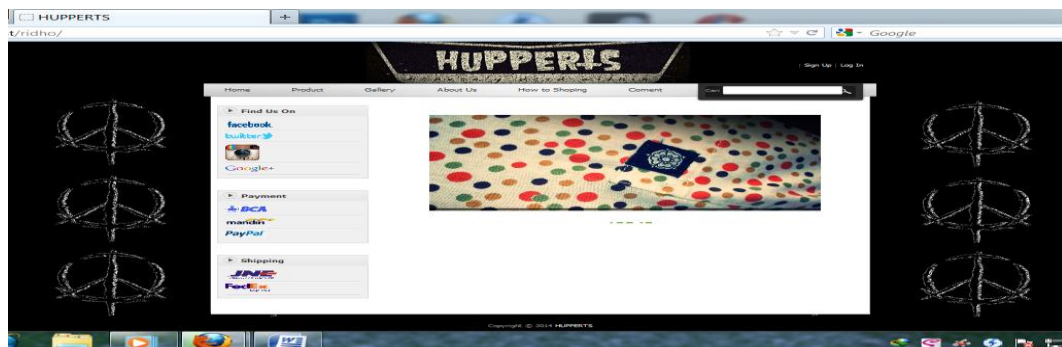 HUPPERTS
t/ridho/
Google
HUPPERTS
Sign Up | Log In
Home Product Gallery About Us How to Shoping Coment
Cari
Find Us On
facebook
twitter
Google+
Payment
BCA
mandiri
PayPal
Shipping
JNE
FedEx
Copyright © 2014 HUPPERTS